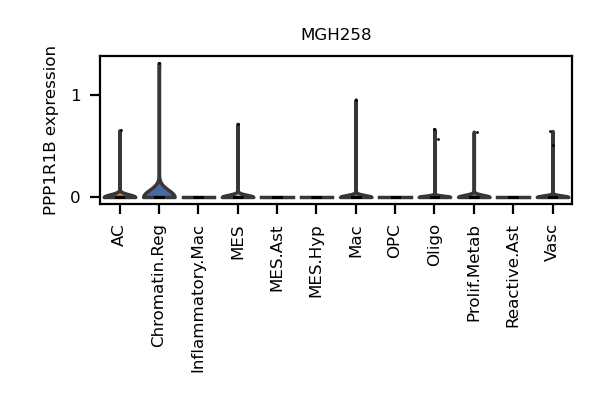 MGH258
PPP1R1B expression
1
0
AC
Chromatin.Reg
Inflammatory.Mac
MES
MES.Ast
MES.Hyp
Mac
OPC
Oligo
Prolif.Metab
Reactive.Ast
Vasc